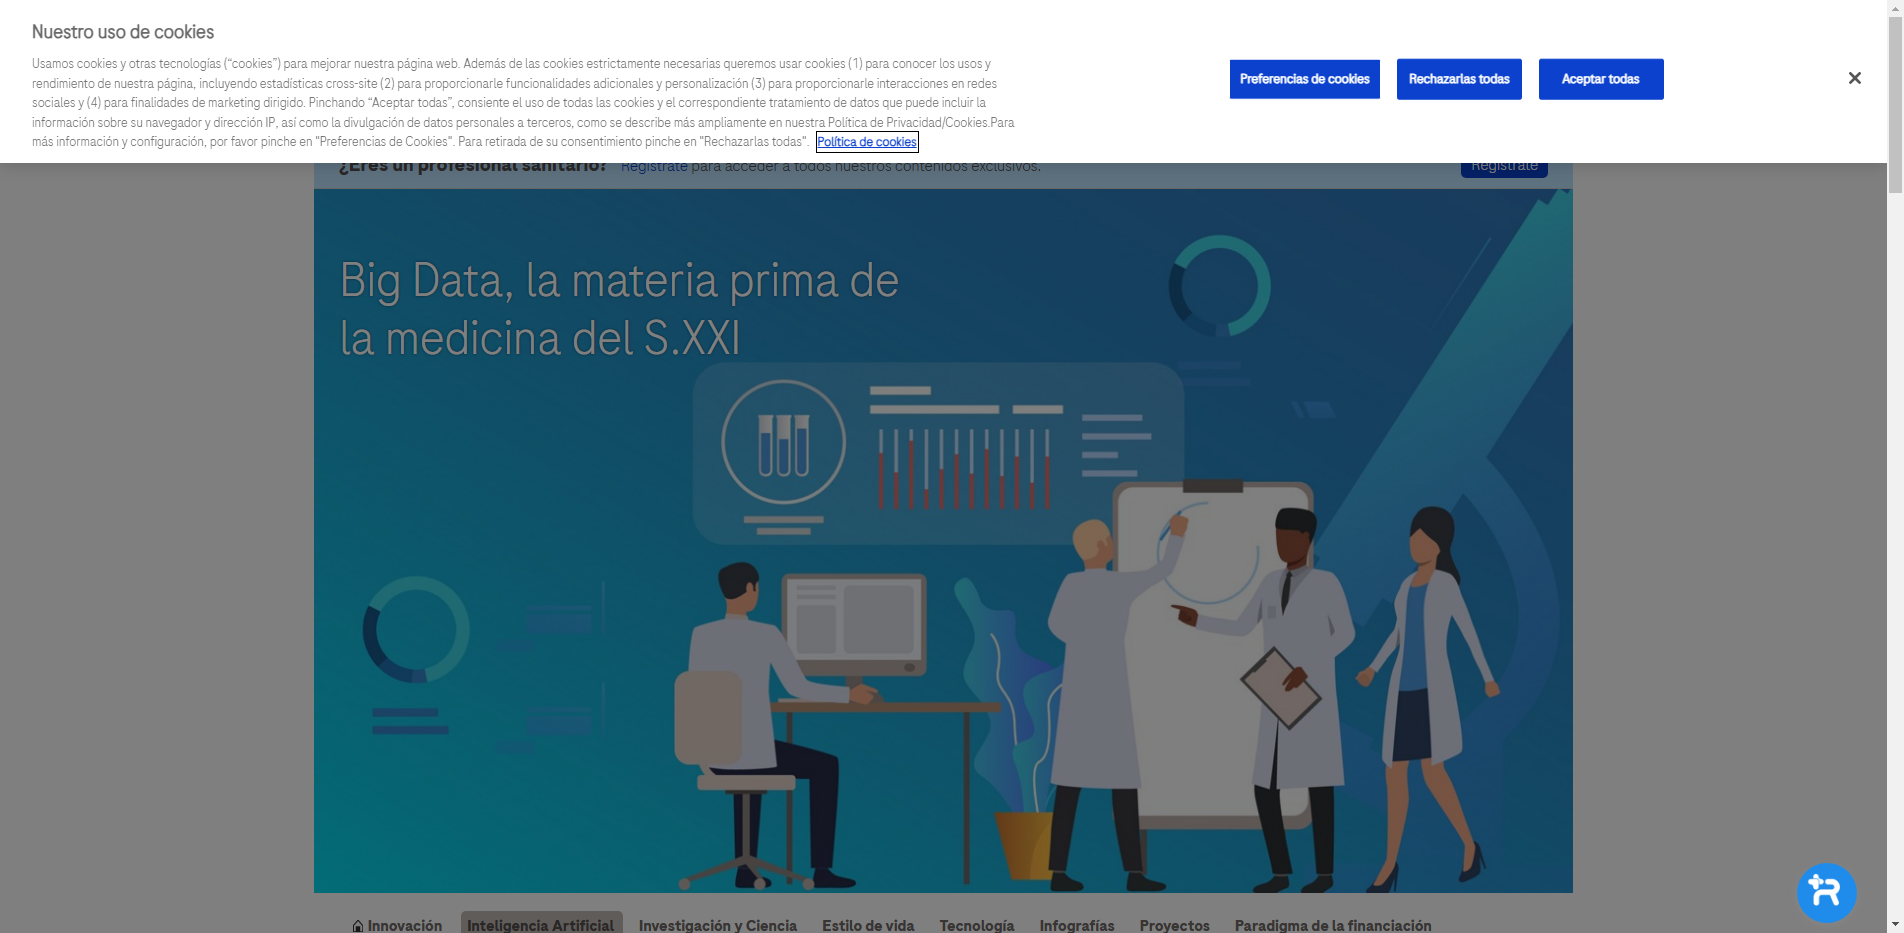 Nuestro uso de cookies
Usamos cookies y otras tecnologías (“cookies”) para mejorar nuestra página web. Además de las cookies estrictamente necesarias queremos usar cookies (1) para conocer los usos y
rendimiento de nuestra página, incluyendo estadísticas cross-site (2) para proporcionarle funcionalidades adicionales y personalización (3) para proporcionarle interacciones en redes
sociales y (4) para finalidades de marketing dirigido. Pinchando “Aceptar todas”, consiente el uso de todas las cookies y el correspondiente tratamiento de datos que puede incluir la
información sobre su navegador y dirección IP, así como la divulgación de datos personales a terceros, como se describe más ampliamente en nuestra Política de Privacidad/Cookies.Para
más información y configuración, por favor pinche en "Preferencias de Cookies". Para retirada de su consentimiento pinche en "Rechazarlas todas". Política de cookies
Preferencias de cookies Rechazarlas todas Aceptar todas
¿Eres un profesional sanitario? Regístrate para acceder a todos nuestros contenidos exclusivos. Regístrate
Big Data, la materia prima de
la medicina del S.XXI
Innovación Inteligencia Artificial Investigación y Ciencia Estilo de vida Tecnología Infografías Proyectos Paradigma de la financiación